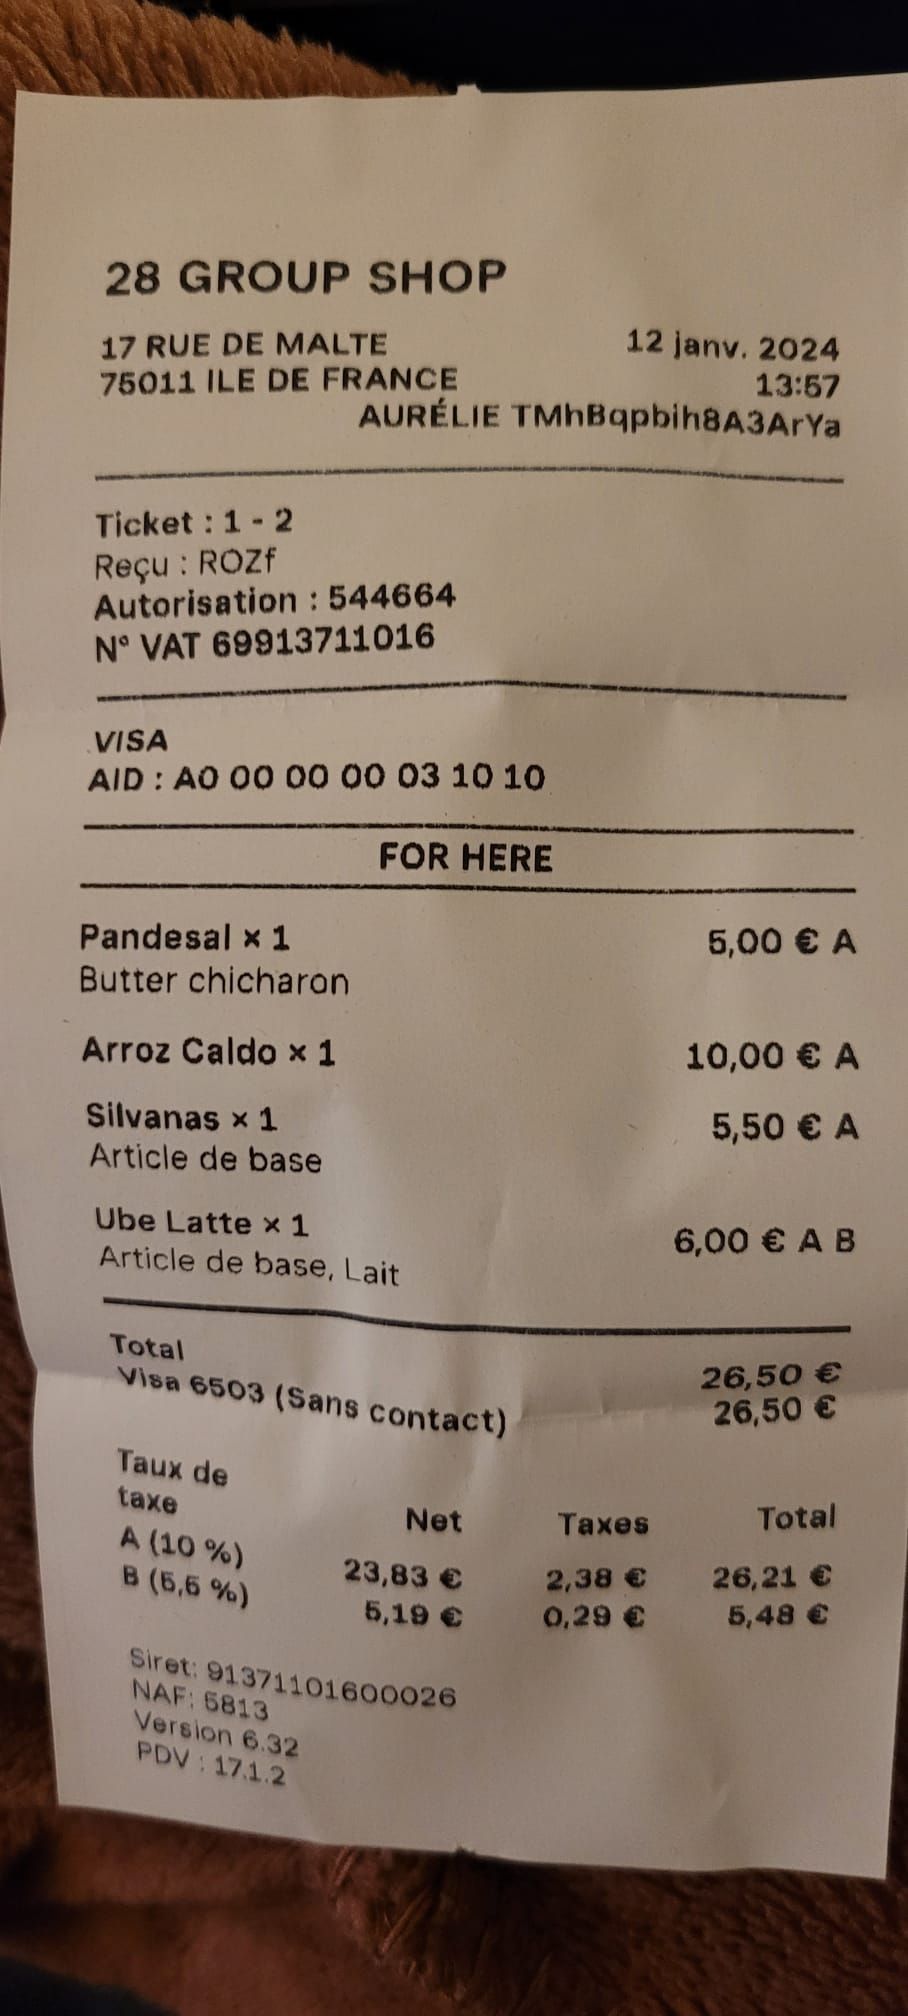 28 GROUP SHOP
17 RUE DE MALTE
75011 ILE DE FRANCE
12 janv. 2024
13:57
AURÉLIE TMhBqpbih8A3ArYa
Ticket : 1 - 2
Reçu : ROZf
Autorisation : 544664
N° VAT 69913711016
VISA
AID : A0 00 00 00 03 10 10
FOR HERE
Pandesal × 1 5,00 € A
Butter chicharon
Arroz Caldo × 1 10,00 € A
Silvanas × 1 5,50 € A
Article de base
Ube Latte × 1 6,00 € A B
Article de base, Lait
Total 26,50 €
Visa 6503 (Sans contact) 26,50 €
Taux de
taxe Net Taxes Total
A (10 %) 23,83 € 2,38 € 26,21 €
B (5,5 %) 5,19 € 0,29 € 5,48 €
Siret: 91371101600026
NAF: 5813
Version 6.32
PDV : 17.1.2